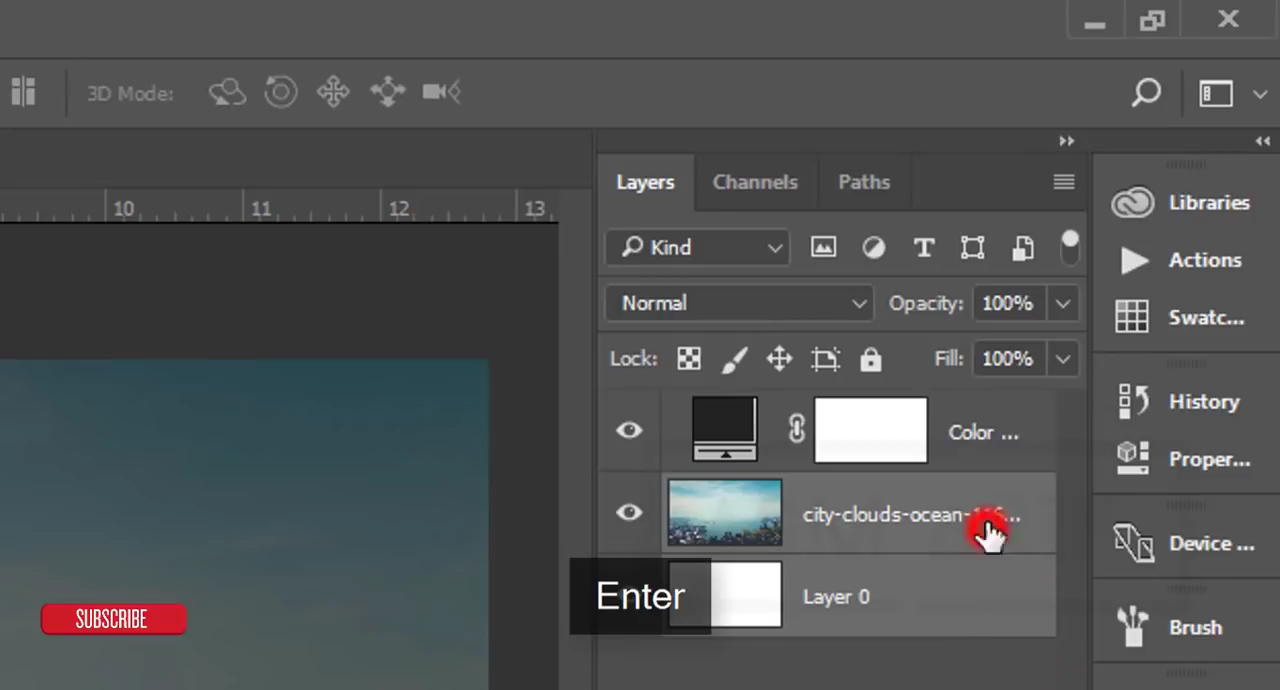 3D Mode:
10 11 12 13
Layers Channels Paths
Kind
Normal Opacity: 100%
Lock: Fill: 100%
Color ...
city-clouds-ocean-
Layer 0
Enter
SUBSCRIBE
Libraries
Actions
Swatc...
History
Proper...
Device ...
Brush